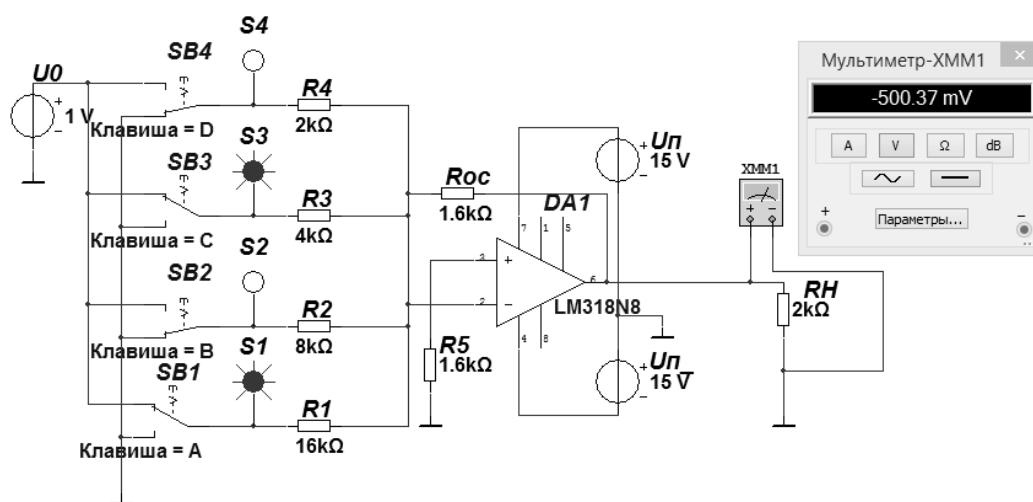 S4
SB4
U0
1 V
Клавиша = D
R4
2kΩ
S3
SB3
Клавиша = C
R3
4kΩ
S2
SB2
Клавиша = B
R2
8kΩ
S1
SB1
Клавиша = A
R1
16kΩ
Rос
1.6kΩ
R5
1.6kΩ
DA1
7
1
5
3
+
2
−
6
4
8
LM318N8
Uп
15 V
Uп
15 V
XMM1
+ −
RH
2kΩ
Мультиметр-XMM1
×
-500.37 mV
A V Ω dB
+
Параметры...
−